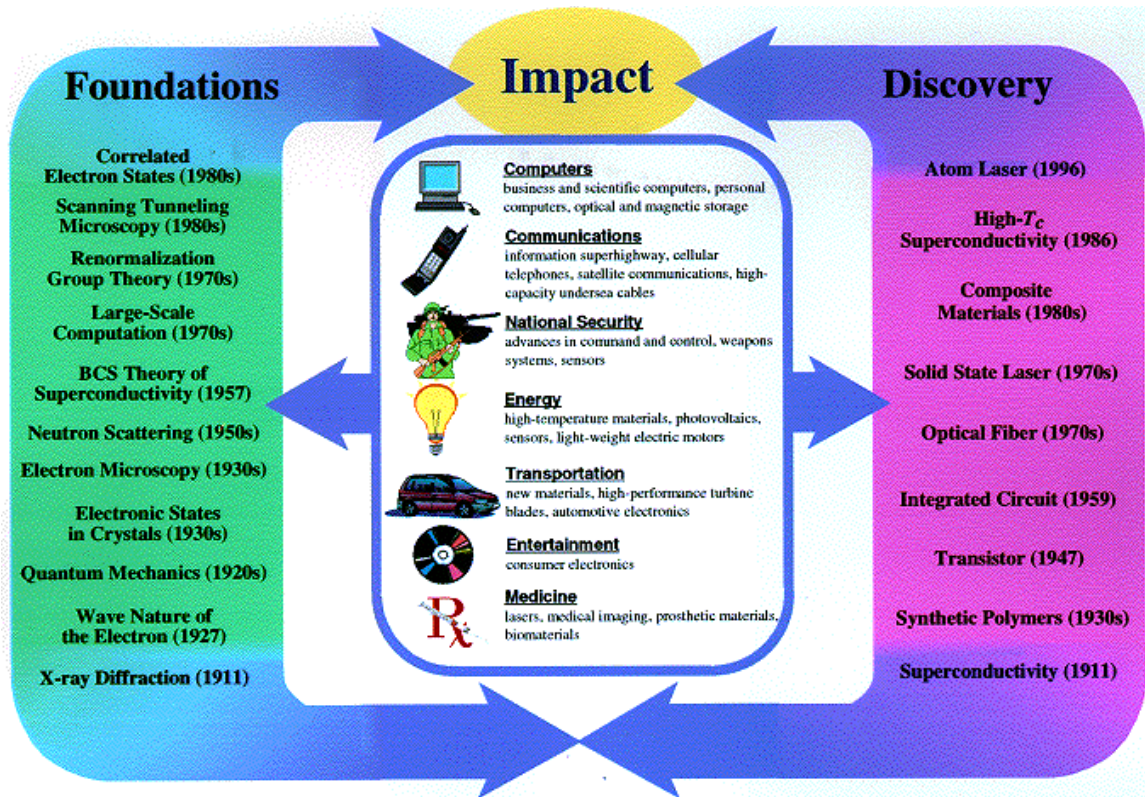 Foundations
Impact
Discovery
Correlated
Electron States (1980s)
Scanning Tunneling
Microscopy (1980s)
Renormalization
Group Theory (1970s)
Large-Scale
Computation (1970s)
BCS Theory of
Superconductivity (1957)
Neutron Scattering (1950s)
Electron Microscopy (1930s)
Electronic States
in Crystals (1930s)
Quantum Mechanics (1920s)
Wave Nature of
the Electron (1927)
X-ray Diffraction (1911)
Computers
business and scientific computers, personal
computers, optical and magnetic storage
Communications
information superhighway, cellular
telephones, satellite communications, high-
capacity undersea cables
National Security
advances in command and control, weapons
systems, sensors
Energy
high-temperature materials, photovoltaics,
sensors, light-weight electric motors
Transportation
new materials, high-performance turbine
blades, automotive electronics
Entertainment
consumer electronics
Medicine
lasers, medical imaging, prosthetic materials,
biomaterials
Rx
Atom Laser (1996)
High-Tc
Superconductivity (1986)
Composite
Materials (1980s)
Solid State Laser (1970s)
Optical Fiber (1970s)
Integrated Circuit (1959)
Transistor (1947)
Synthetic Polymers (1930s)
Superconductivity (1911)